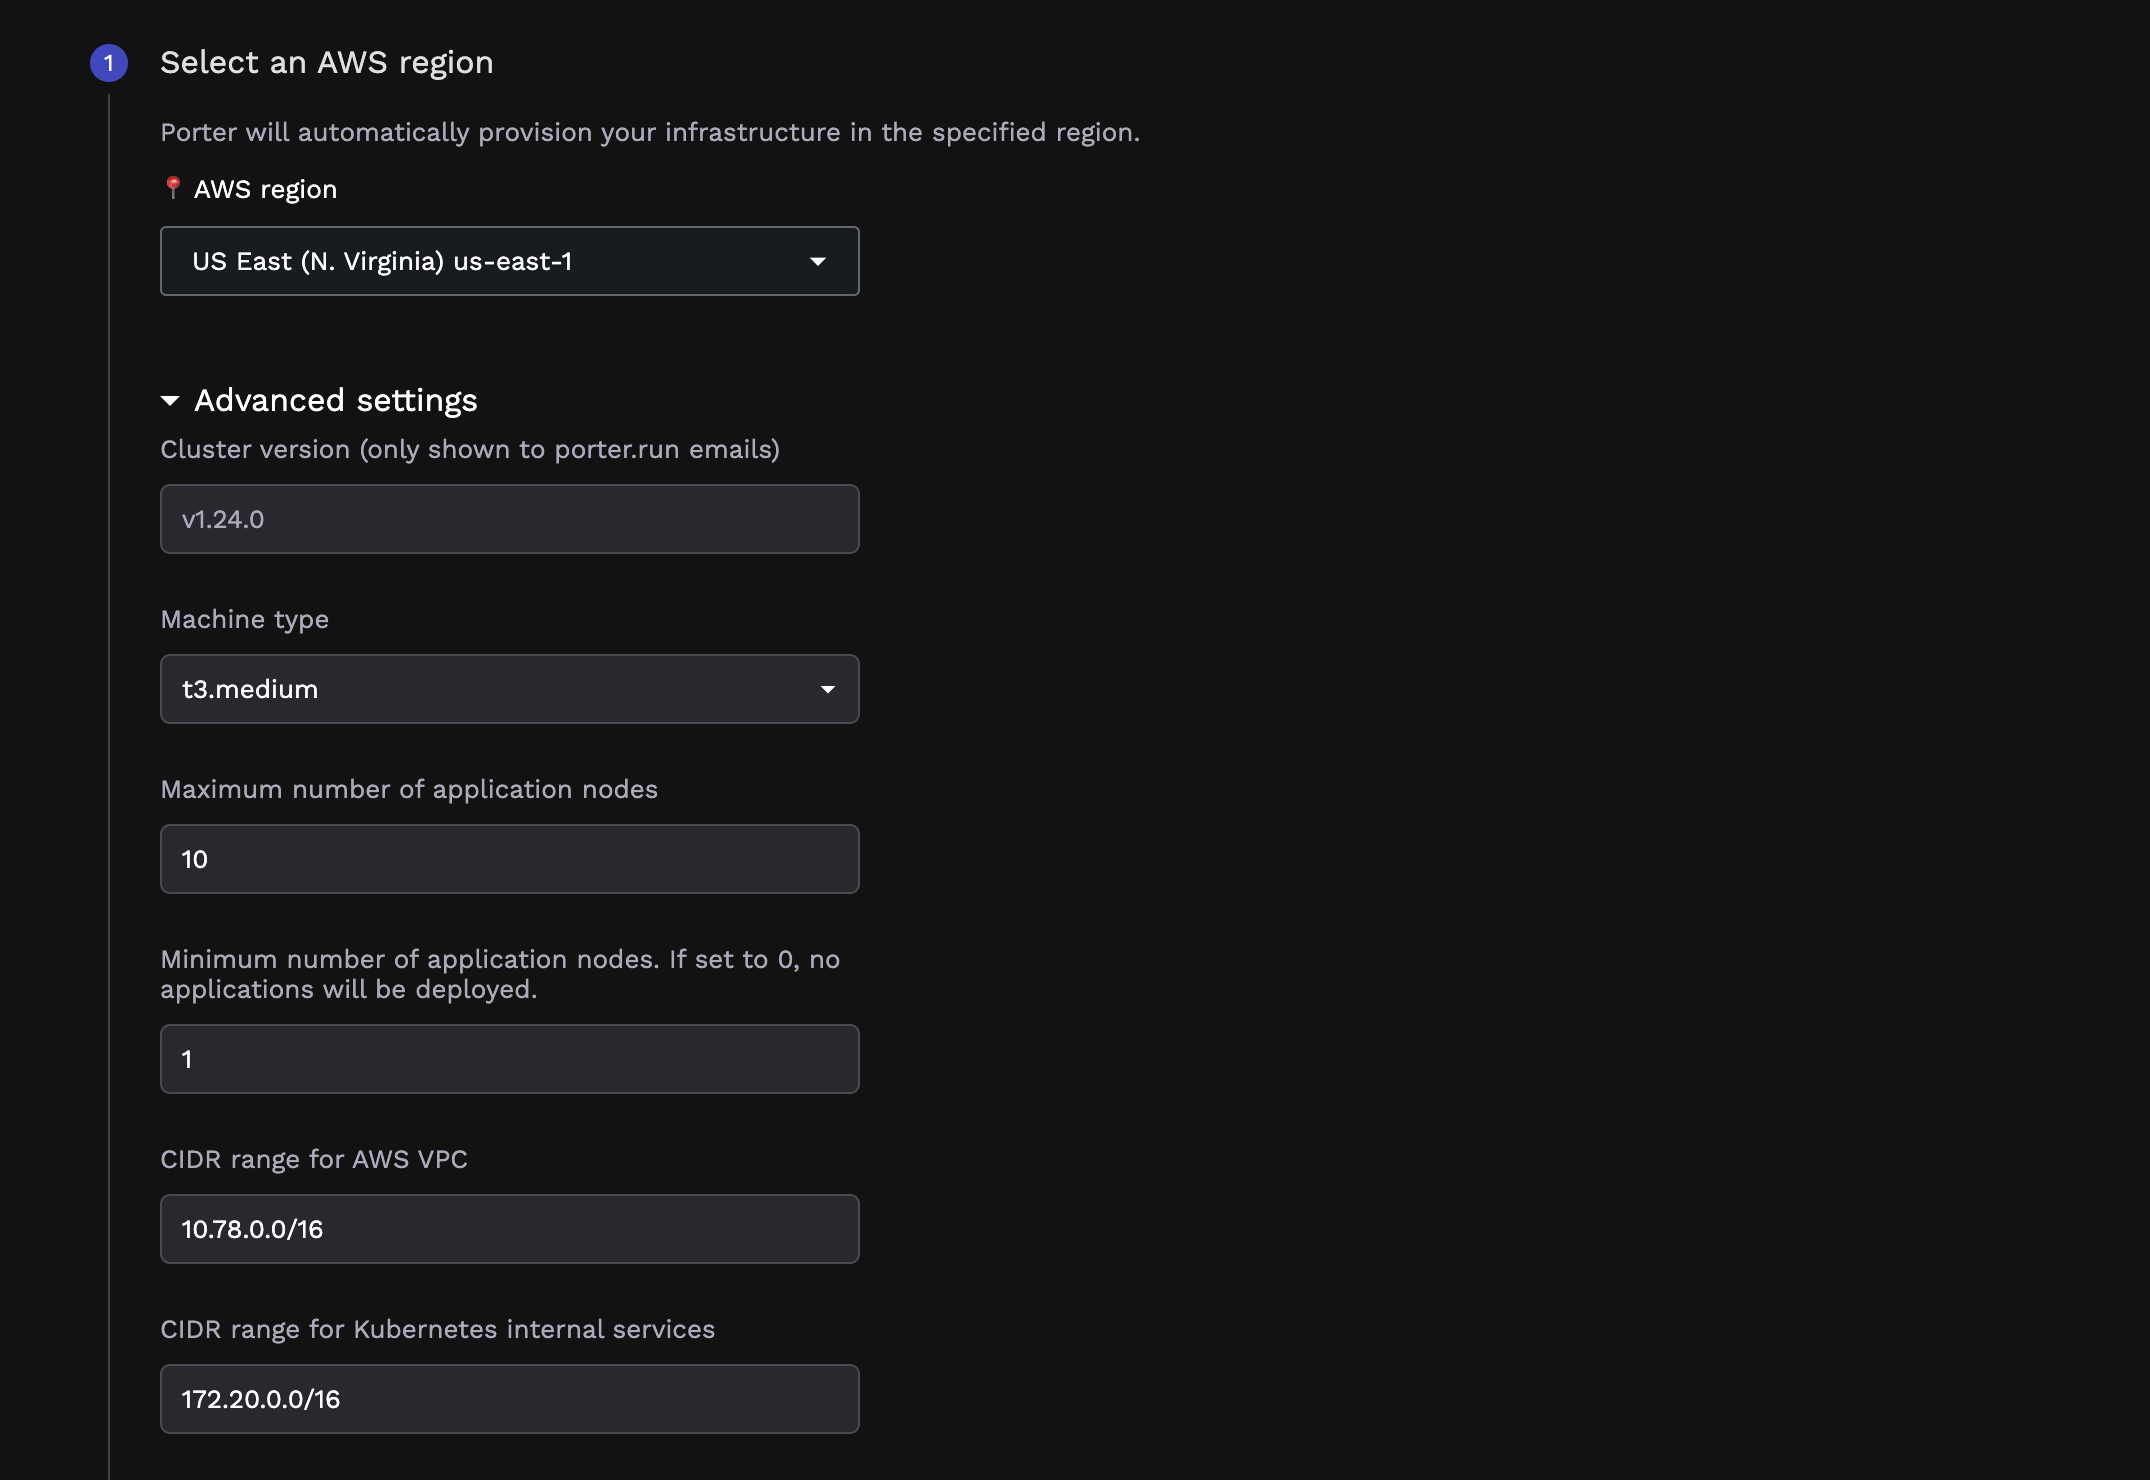 1
Select an AWS region
Porter will automatically provision your infrastructure in the specified region.
📍 AWS region
US East (N. Virginia) us-east-1
Advanced settings
Cluster version (only shown to porter.run emails)
v1.24.0
Machine type
t3.medium
Maximum number of application nodes
10
Minimum number of application nodes. If set to 0, no
applications will be deployed.
1
CIDR range for AWS VPC
10.78.0.0/16
CIDR range for Kubernetes internal services
172.20.0.0/16